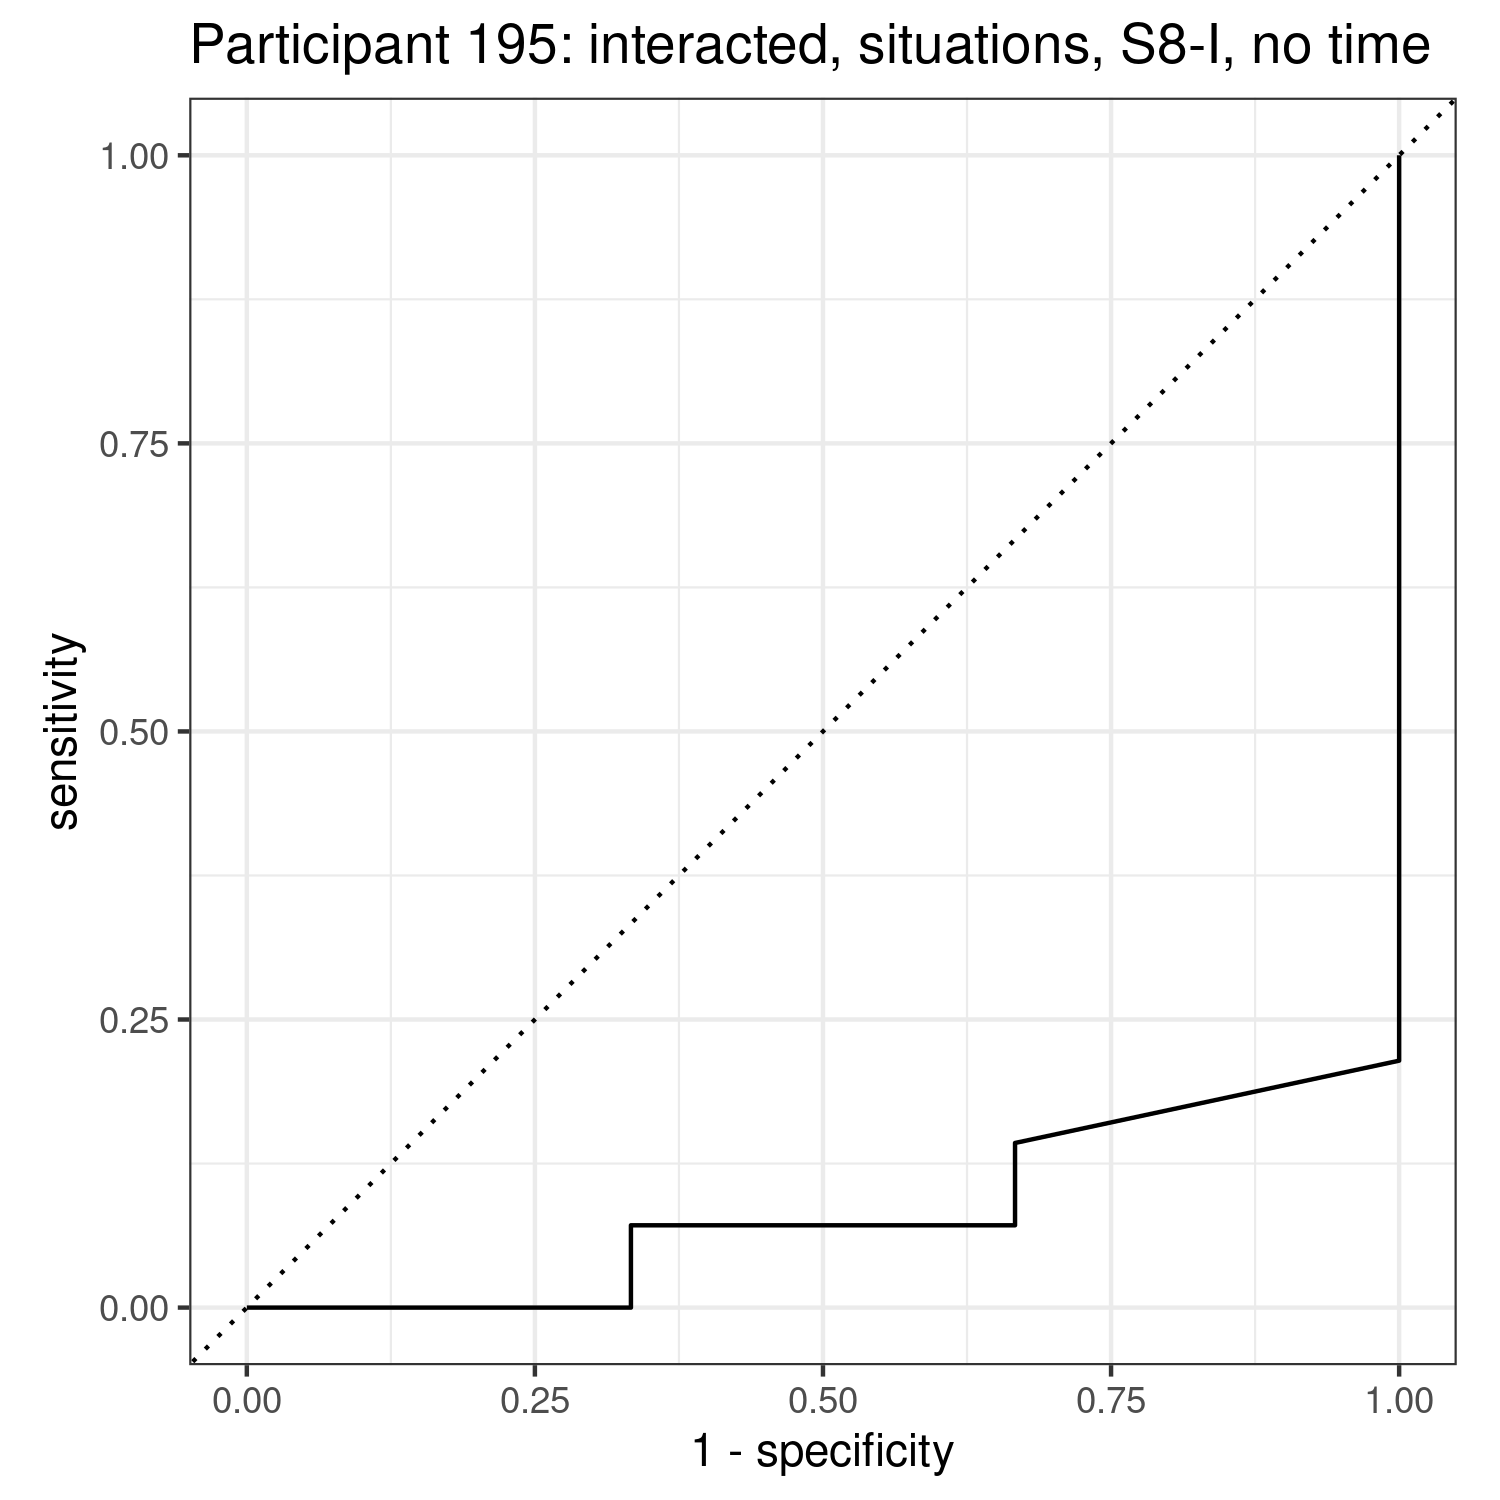 Participant 195: interacted, situations, S8-I, no time
1.00
0.75
0.50
0.25
0.00
sensitivity
0.00 0.25 0.50 0.75 1.00
1 - specificity